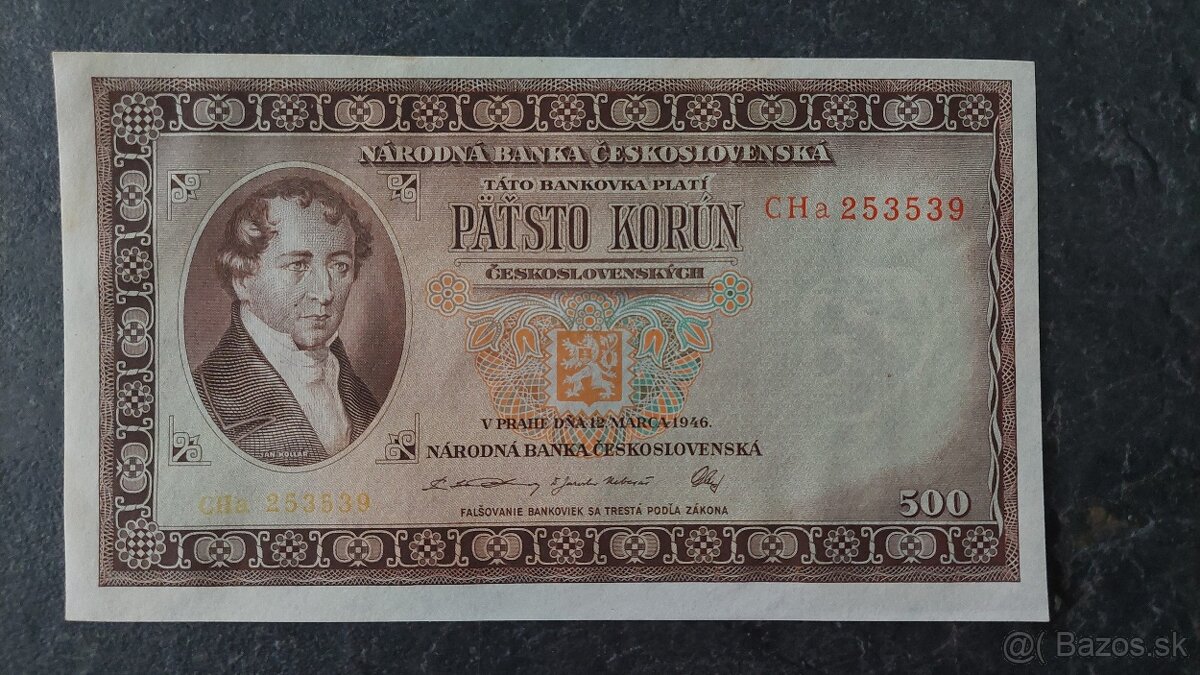 NÁRODNÁ BANKA ČESKOSLOVENSKÁ
TÁTO BANKOVKA PLATÍ
PÄŤSTO KORÚN
CHa 253539
ČESKOSLOVENSKÝCH
V PRAHE DŇA 12. MARCA 1946.
NÁRODNÁ BANKA ČESKOSLOVENSKÁ
JÁN KOLLÁR
CHa 253539
500
FALŠOVANIE BANKOVIEK SA TRESTÁ PODĽA ZÁKONA
@( Bazos.sk